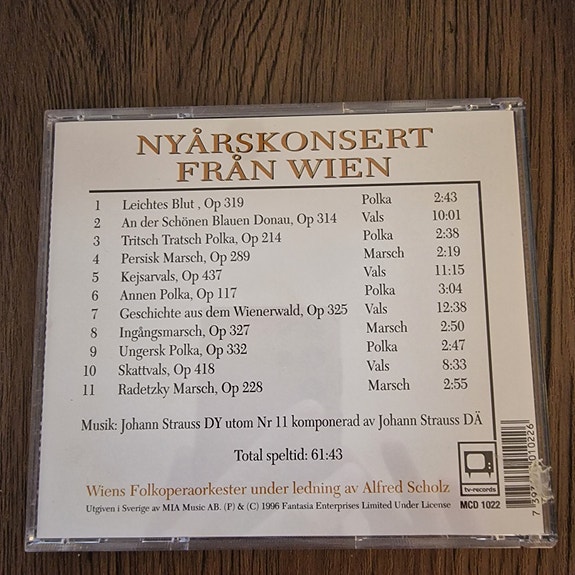 NYÅRSKONSERT
FRÅN WIEN
1 Leichtes Blut , Op 319 Polka 2:43
2 An der Schönen Blauen Donau, Op 314 Vals 10:01
3 Tritsch Tratsch Polka, Op 214 Polka 2:38
4 Persisk Marsch, Op 289 Marsch 2:19
5 Kejsarvals, Op 437 Vals 11:15
6 Annen Polka, Op 117 Polka 3:04
7 Geschichte aus dem Wienerwald, Op 325 Vals 12:38
8 Ingångsmarsch, Op 327 Marsch 2:50
9 Ungersk Polka, Op 332 Polka 2:47
10 Skattvals, Op 418 Vals 8:33
11 Radetzky Marsch, Op 228 Marsch 2:55
Musik: Johann Strauss DY utom Nr 11 komponerad av Johann Strauss DÄ
Total speltid: 61:43
Wiens Folkoperaorkester under ledning av Alfred Scholz
Utgiven i Sverige av MIA Music AB. (P) & (C) 1996 Fantasia Enterprises Limited Under License
tv-records
MCD 1022